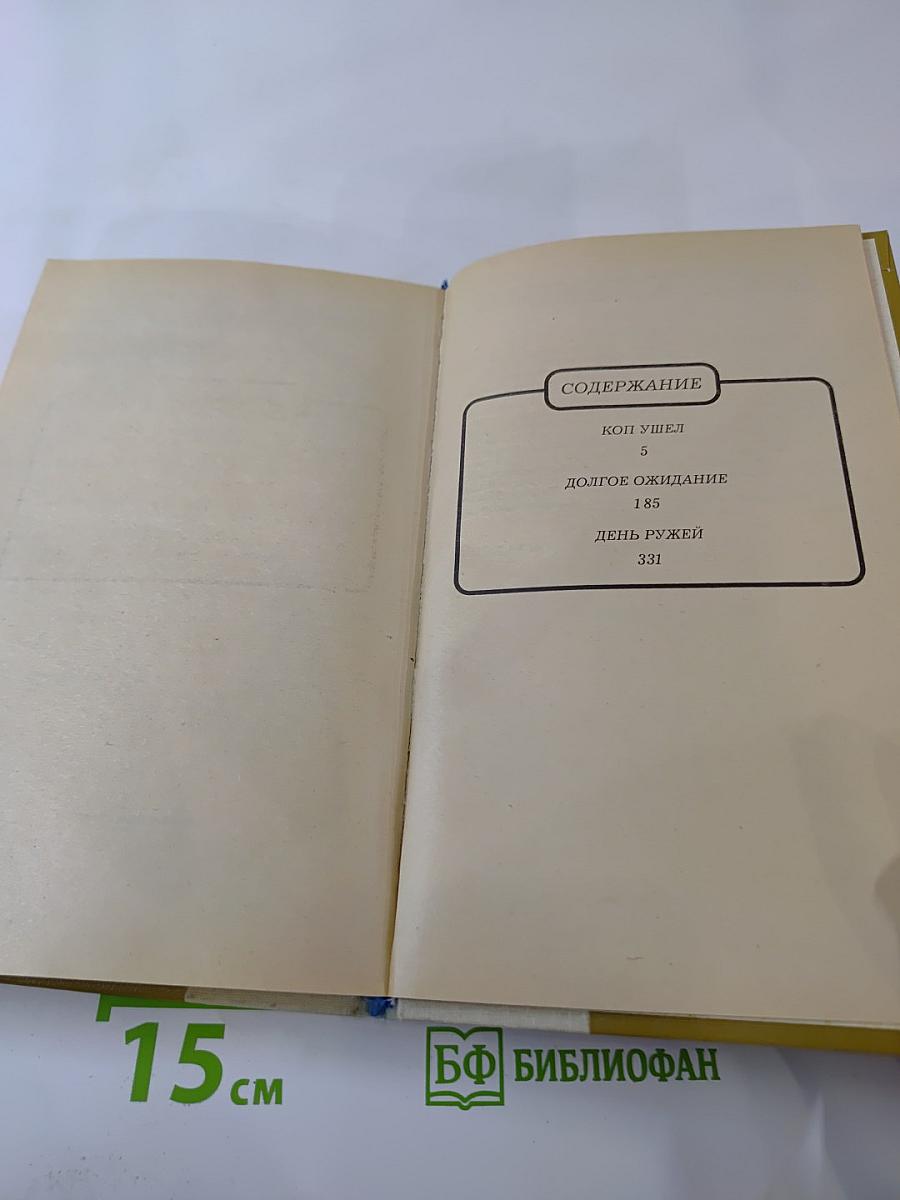 СОДЕРЖАНИЕ
КОП УШЕЛ
5
ДОЛГОЕ ОЖИДАНИЕ
185
ДЕНЬ РУЖЕЙ
331
15 см
БФ БИБЛИОФАН